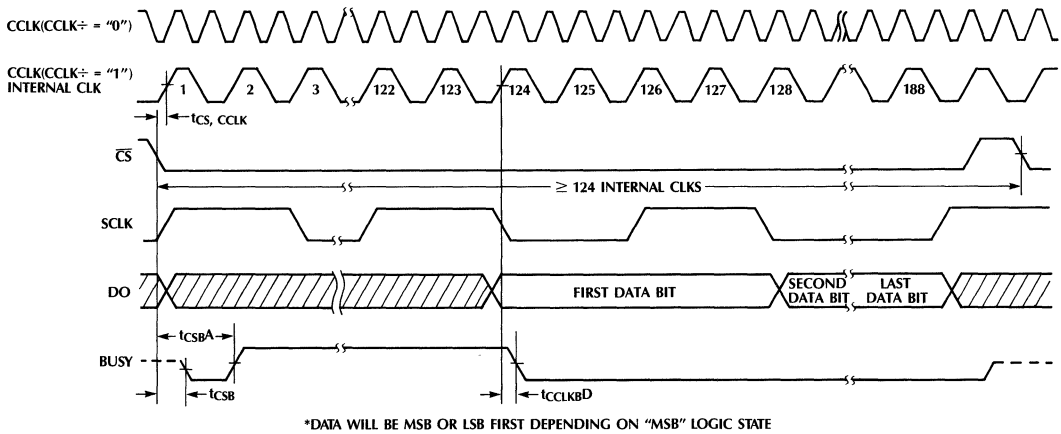 CCLK(CCLK÷ = “0”)
CCLK(CCLK÷ = “1”)
INTERNAL CLK
1 2 3 122 123 124 125 126 127 128 188
tCS, CCLK
CS
≥ 124 INTERNAL CLKS
SCLK
DO
FIRST DATA BIT
SECOND DATA BIT
LAST DATA BIT
tCSBA
BUSY
tCSB
tCCLKBD
*DATA WILL BE MSB OR LSB FIRST DEPENDING ON “MSB” LOGIC STATE